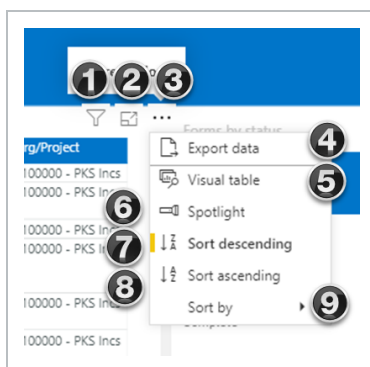 1 2 3
Forms by status
rg/Project
Export data 4
100000 - PKS Incs
Visual table 5
100000 - PKS Incs
6 Spotlight
100000 - PKS Incs
7 Sort descending
100000 - PKS Incs
8 Sort ascending
100000 - PKS Incs
Sort by 9
100000 - PKS Incs